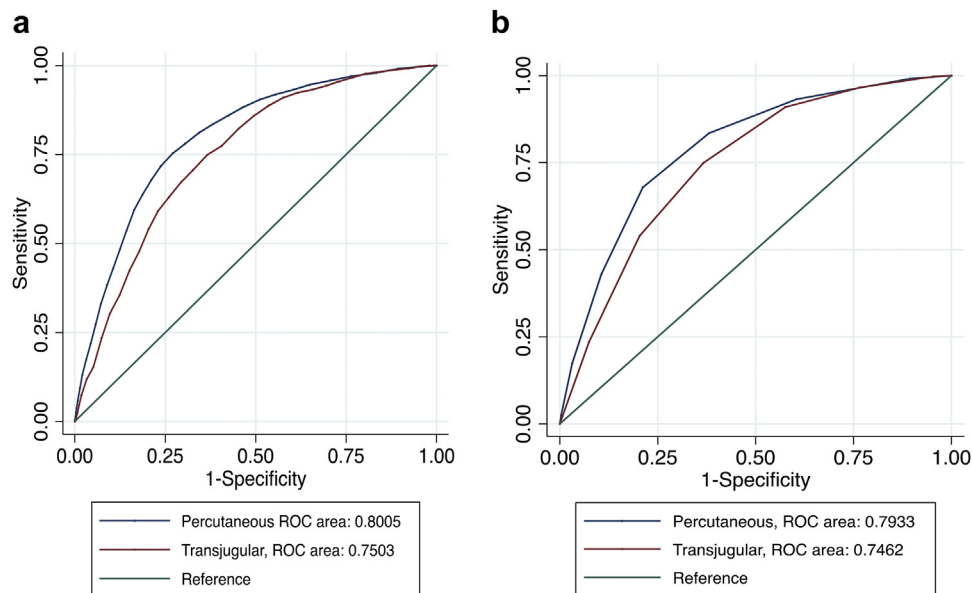 a
1.00
0.75
0.50
0.25
0.00
Sensitivity
0.00 0.25 0.50 0.75 1.00
1-Specificity
Percutaneous ROC area: 0.8005
Transjugular, ROC area: 0.7503
Reference
b
1.00
0.75
0.50
0.25
0.00
Sensitivity
0.00 0.25 0.50 0.75 1.00
1-Specificity
Percutaneous, ROC area: 0.7933
Transjugular, ROC area: 0.7462
Reference